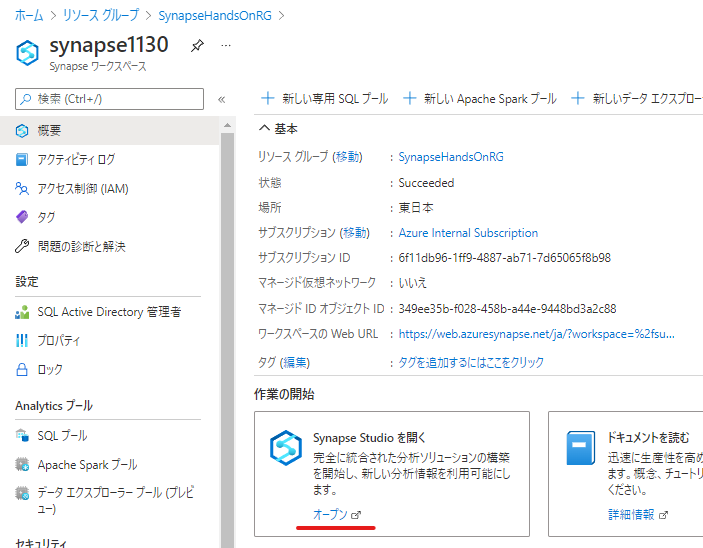 ホーム > リソース グループ > SynapseHandsOnRG >
synapse1130
Synapse ワークスペース
検索 (Ctrl+/)
概要
アクティビティ ログ
アクセス制御 (IAM)
タグ
問題の診断と解決
設定
SQL Active Directory 管理者
プロパティ
ロック
Analytics プール
SQL プール
Apache Spark プール
データ エクスプローラー プール (プレビ
ュー)
セキュリティ
新しい専用 SQL プール 新しい Apache Spark プール 新しいデータ エクスプロー
基本
リソース グループ (移動) : SynapseHandsOnRG
状態 : Succeeded
場所 : 東日本
サブスクリプション (移動) : Azure Internal Subscription
サブスクリプション ID : 6f11db96-1ff9-4887-ab71-7d65065f8b98
マネージド仮想ネットワーク : いいえ
マネージド ID オブジェクト ID : 349ee35b-f028-458b-a44e-9448bd3a2c88
ワークスペースの Web URL : https://web.azuresynapse.net/ja/?workspace=%2fsu...
タグ (編集) : タグを追加するにはここをクリック
作業の開始
Synapse Studio を開く
完全に統合された分析ソリューションの構築
を開始し、新しい分析情報を利用可能にし
ます。
オープン
ドキュメントを読む
迅速に生産性を高め
ます。概念、チュートリ
ください。
詳細情報